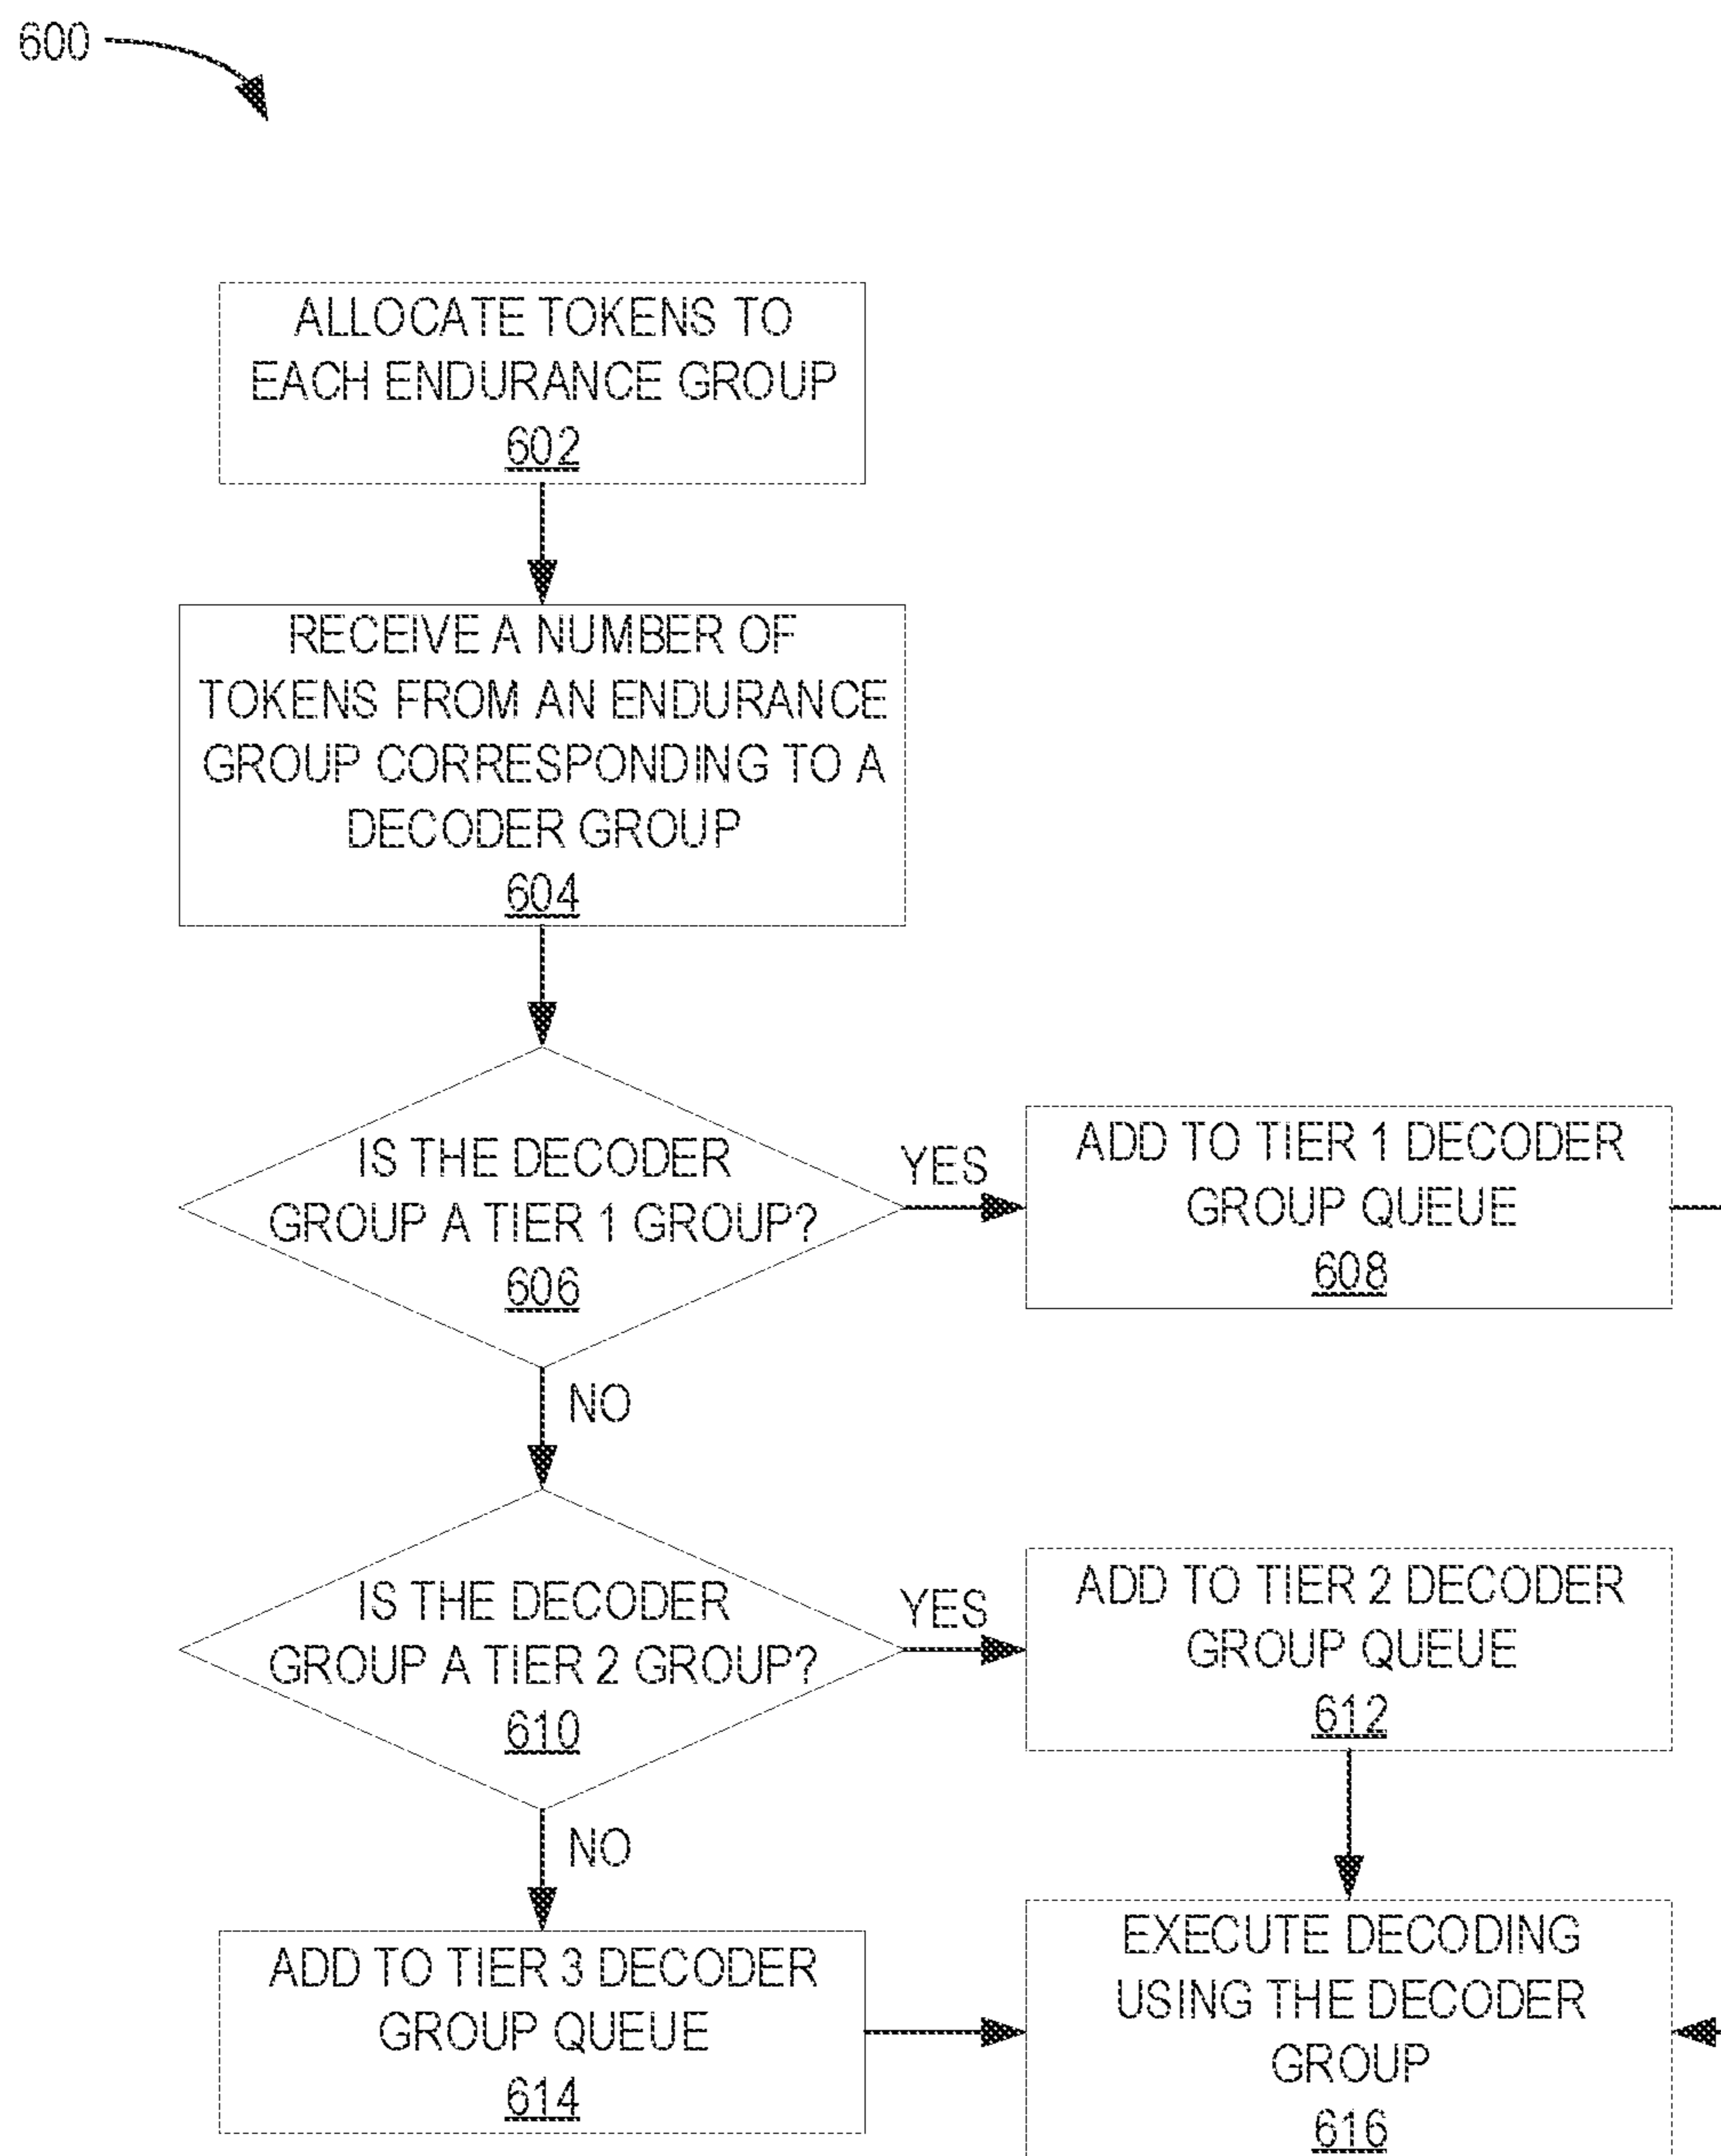 600
ALLOCATE TOKENS TO
EACH ENDURANCE GROUP
602
RECEIVE A NUMBER OF
TOKENS FROM AN ENDURANCE
GROUP CORRESPONDING TO A
DECODER GROUP
604
IS THE DECODER
GROUP A TIER 1 GROUP?
606
YES
ADD TO TIER 1 DECODER
GROUP QUEUE
608
NO
IS THE DECODER
GROUP A TIER 2 GROUP?
610
YES
ADD TO TIER 2 DECODER
GROUP QUEUE
612
NO
ADD TO TIER 3 DECODER
GROUP QUEUE
614
EXECUTE DECODING
USING THE DECODER
GROUP
616